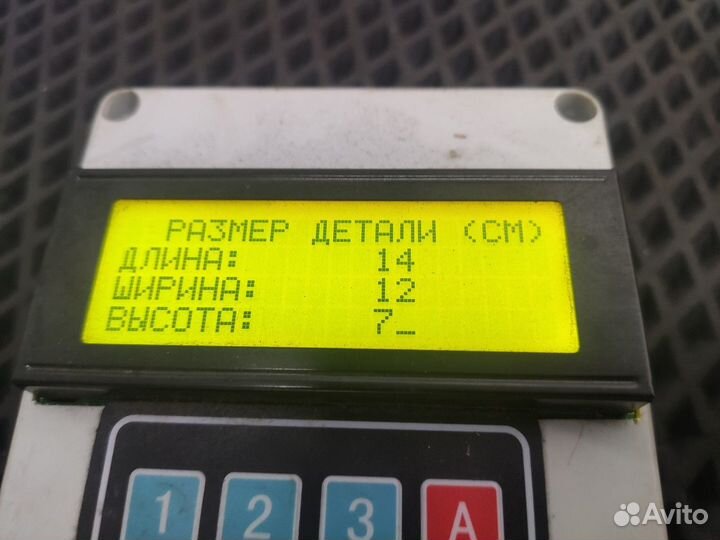 РАЗМЕР ДЕТАЛИ (СМ)
ДЛИНА: 14
ШИРИНА: 12
ВЫСОТА: 7_
1 2 3 A
Avito